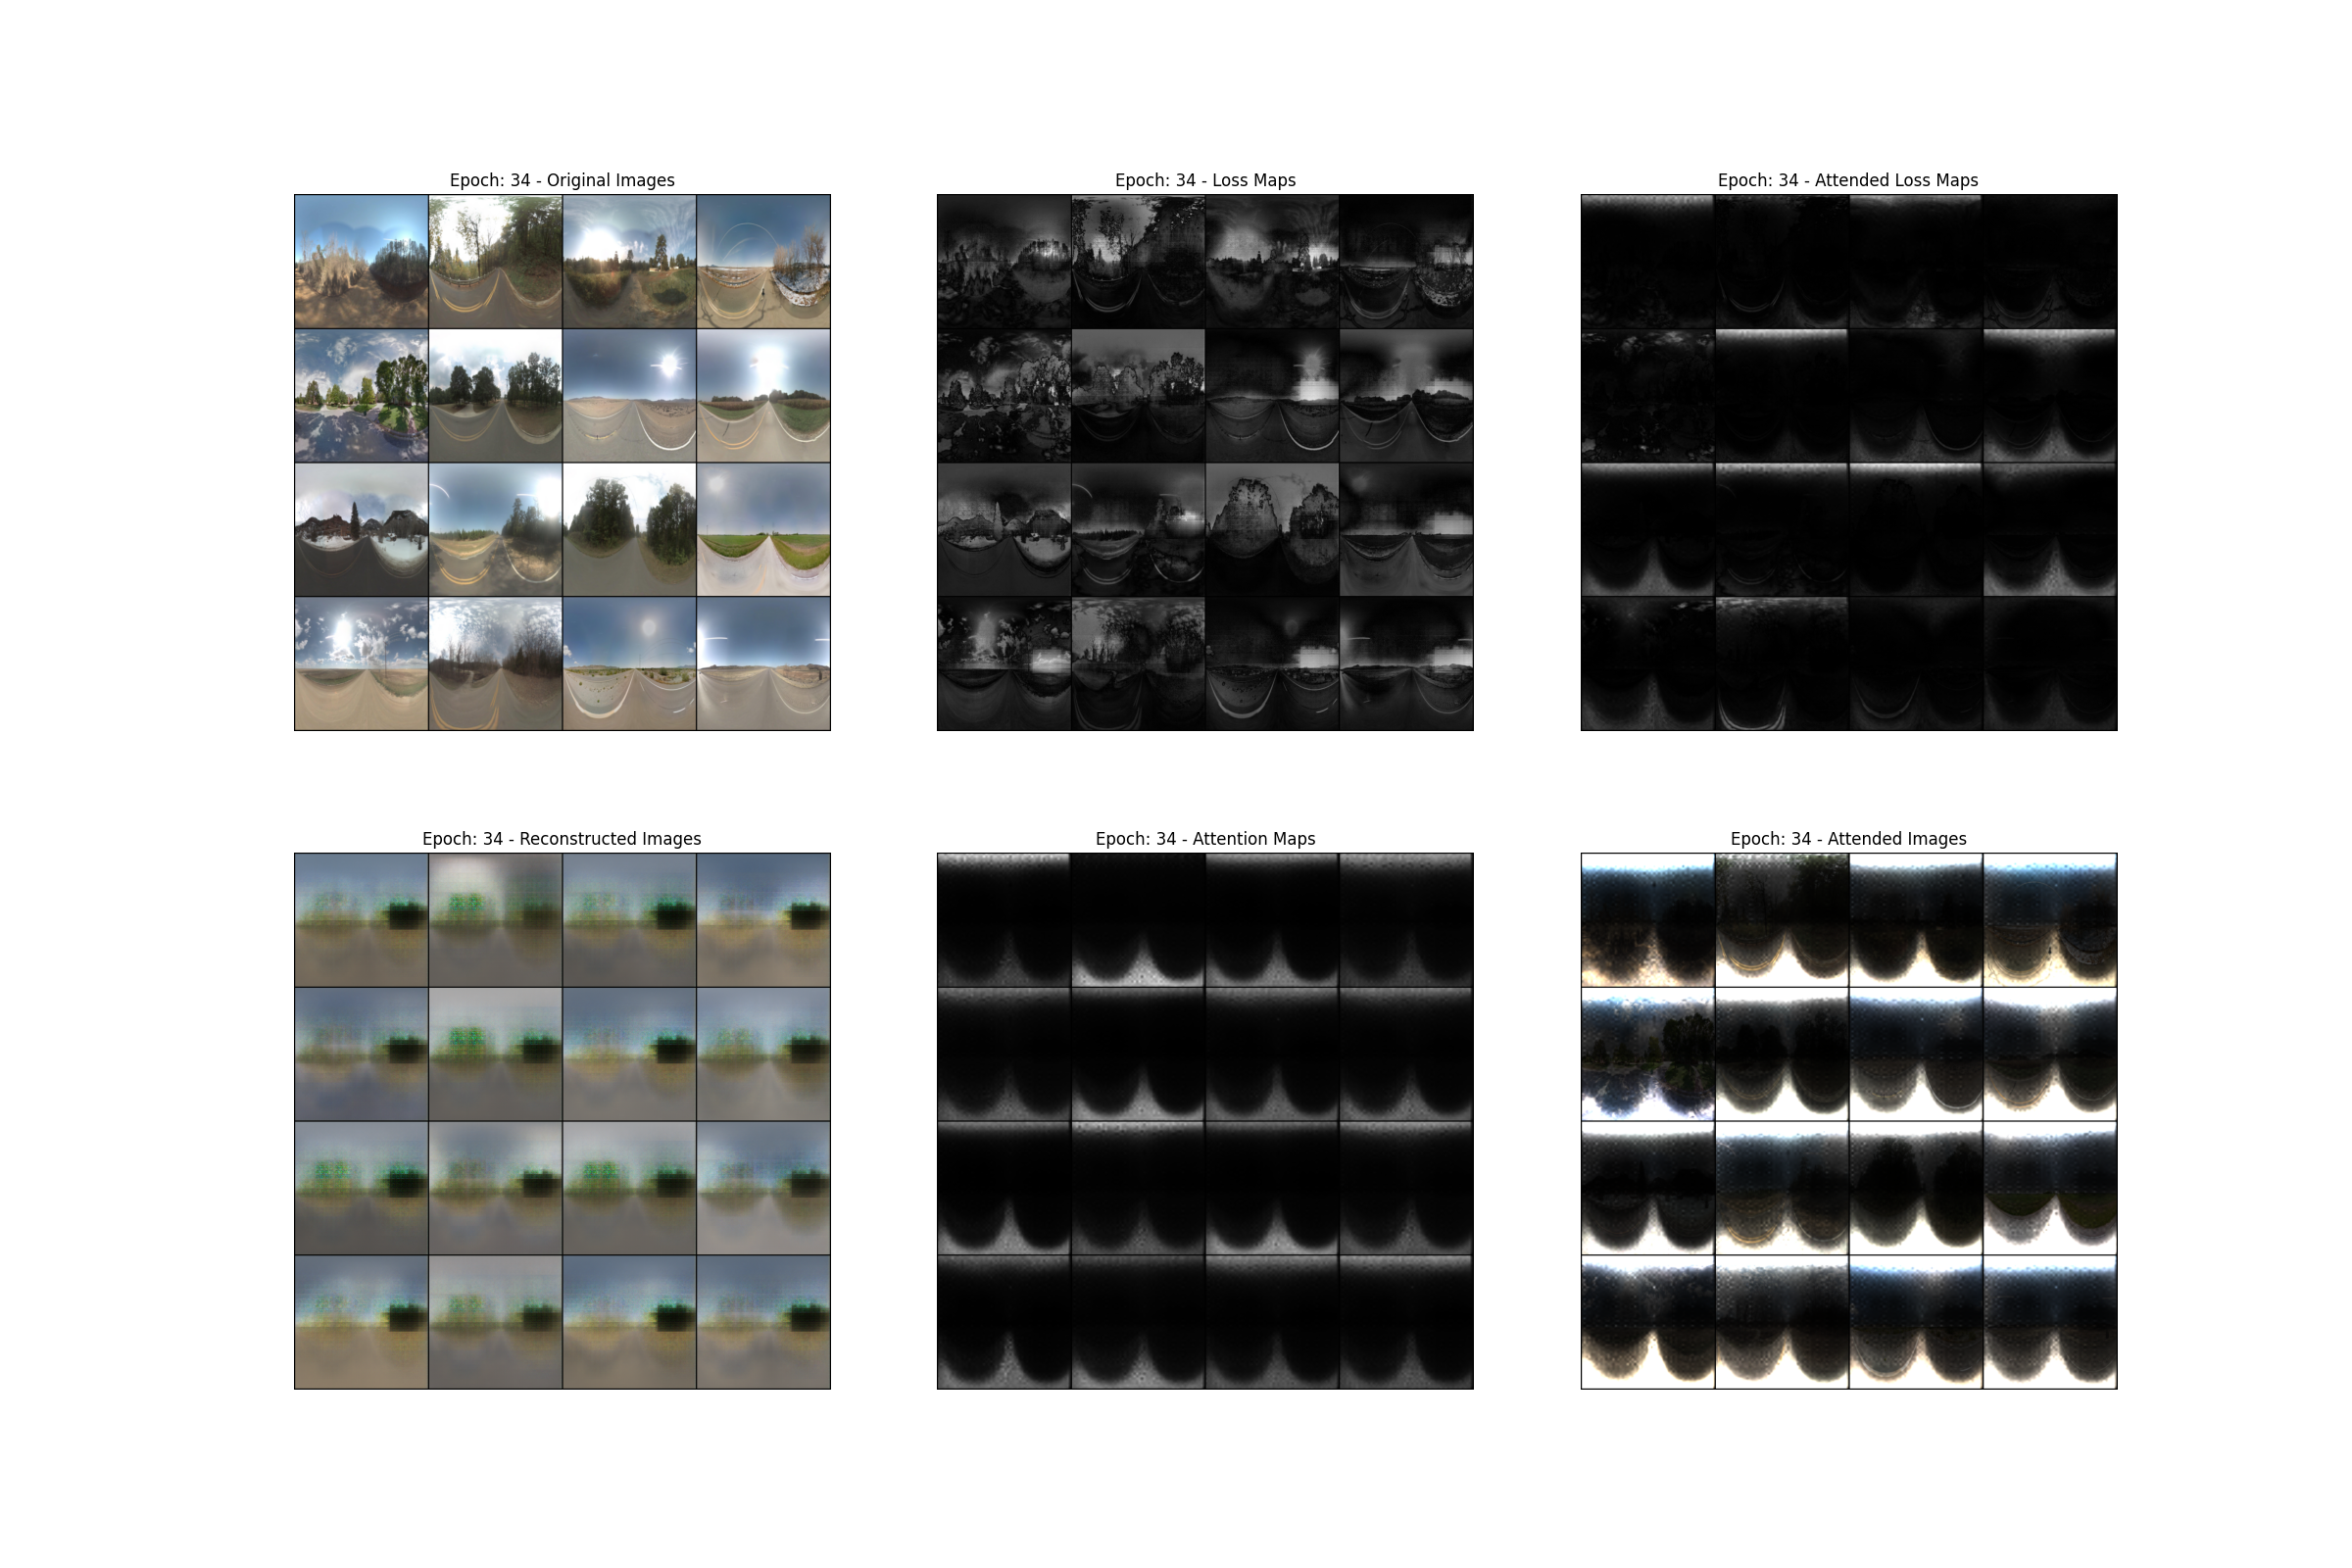 Epoch: 34 - Original Images
Epoch: 34 - Loss Maps
Epoch: 34 - Attended Loss Maps
Epoch: 34 - Reconstructed Images
Epoch: 34 - Attention Maps
Epoch: 34 - Attended Images